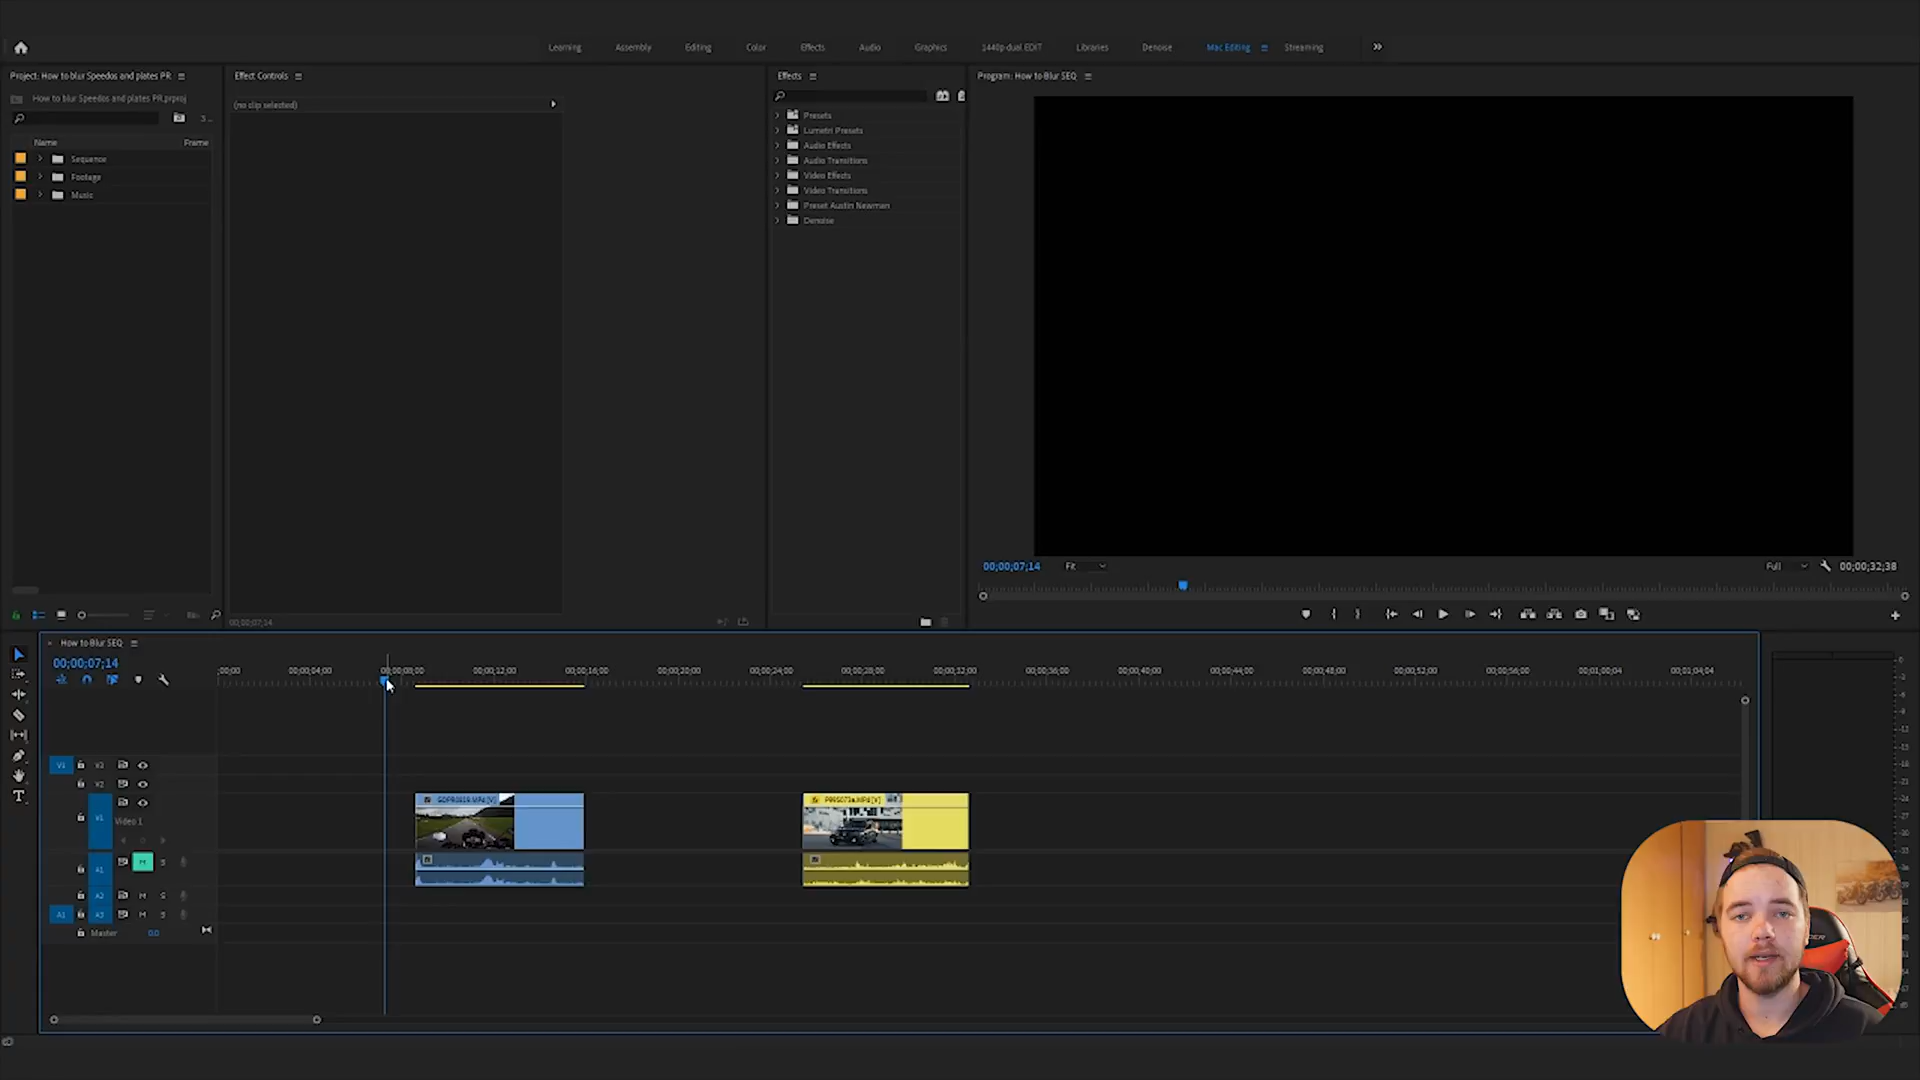 Learning Assembly Editing Color Effects Audio Graphics 1440p-dual EDIT Libraries Denoise Mac Editing Streaming
Project: How to blur Speedos and plates PR
How to blur Speedos and plates PR.prproj
3...
Name Frame
Sequence
Footage
Music
Effect Controls
(no clip selected)
00;00;07;14
Effects
Presets
Lumetri Presets
Audio Effects
Audio Transitions
Video Effects
Video Transitions
Preset Austin Newman
Denoise
Program: How to Blur SEQ
00;00;07;14 Fit Full 00;00;32;38
How to Blur SEQ
00;00;07;14
;00;00 00;00;04;00 00;00;08;00 00;00;12;00 00;00;16;00 00;00;20;00 00;00;24;00 00;00;28;00 00;00;32;00 00;00;36;00 00;00;40;00 00;00;44;00 00;00;48;00 00;00;52;00 00;00;56;00 00;01;00;04 00;01;04;04
V1 V3
V2
V1
Video 1
A1 M S
A2 M S
A1 A3 M S
Master 0.0